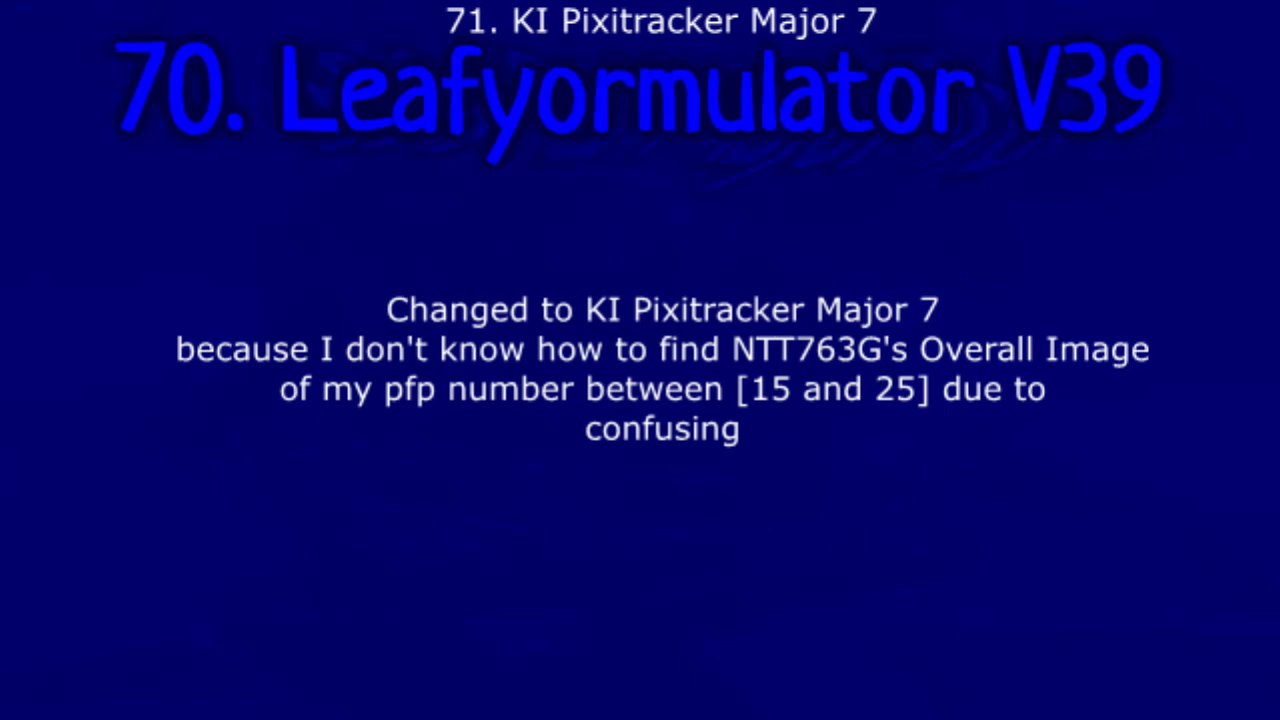 71. KI Pixitracker Major 7
70. Leafyormulator V39
Changed to KI Pixitracker Major 7
because I don't know how to find NTT763G's Overall Image
of my pfp number between [15 and 25] due to
confusing